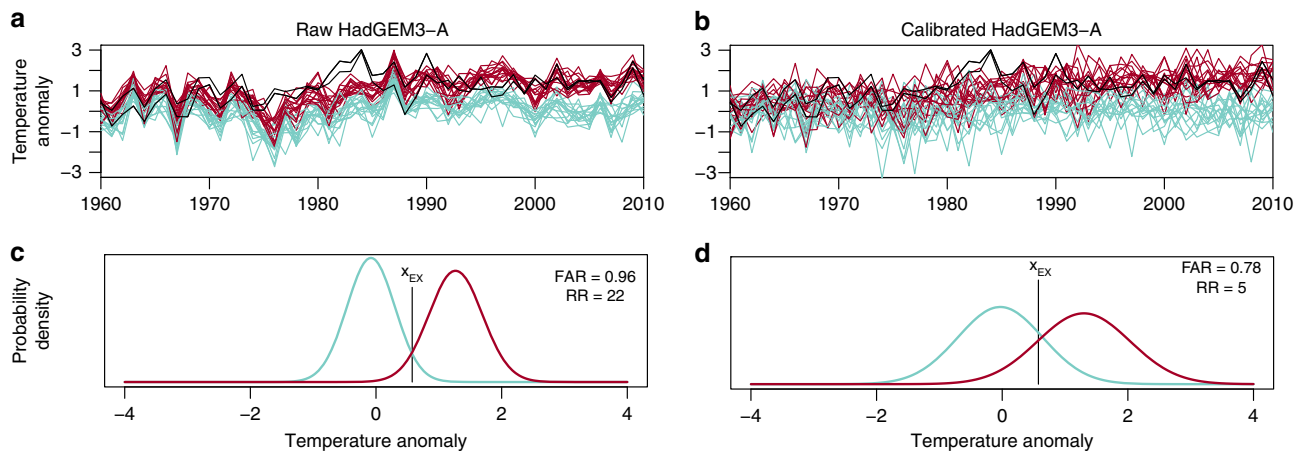 a
Raw HadGEM3–A
Temperature
anomaly
3
1
−1
−3
1960 1970 1980 1990 2000 2010
b
Calibrated HadGEM3–A
3
1
−1
−3
1960 1970 1980 1990 2000 2010
c
Probability
density
xEX
FAR = 0.96
RR = 22
−4 −2 0 2 4
Temperature anomaly
d
xEX
FAR = 0.78
RR = 5
−4 −2 0 2 4
Temperature anomaly